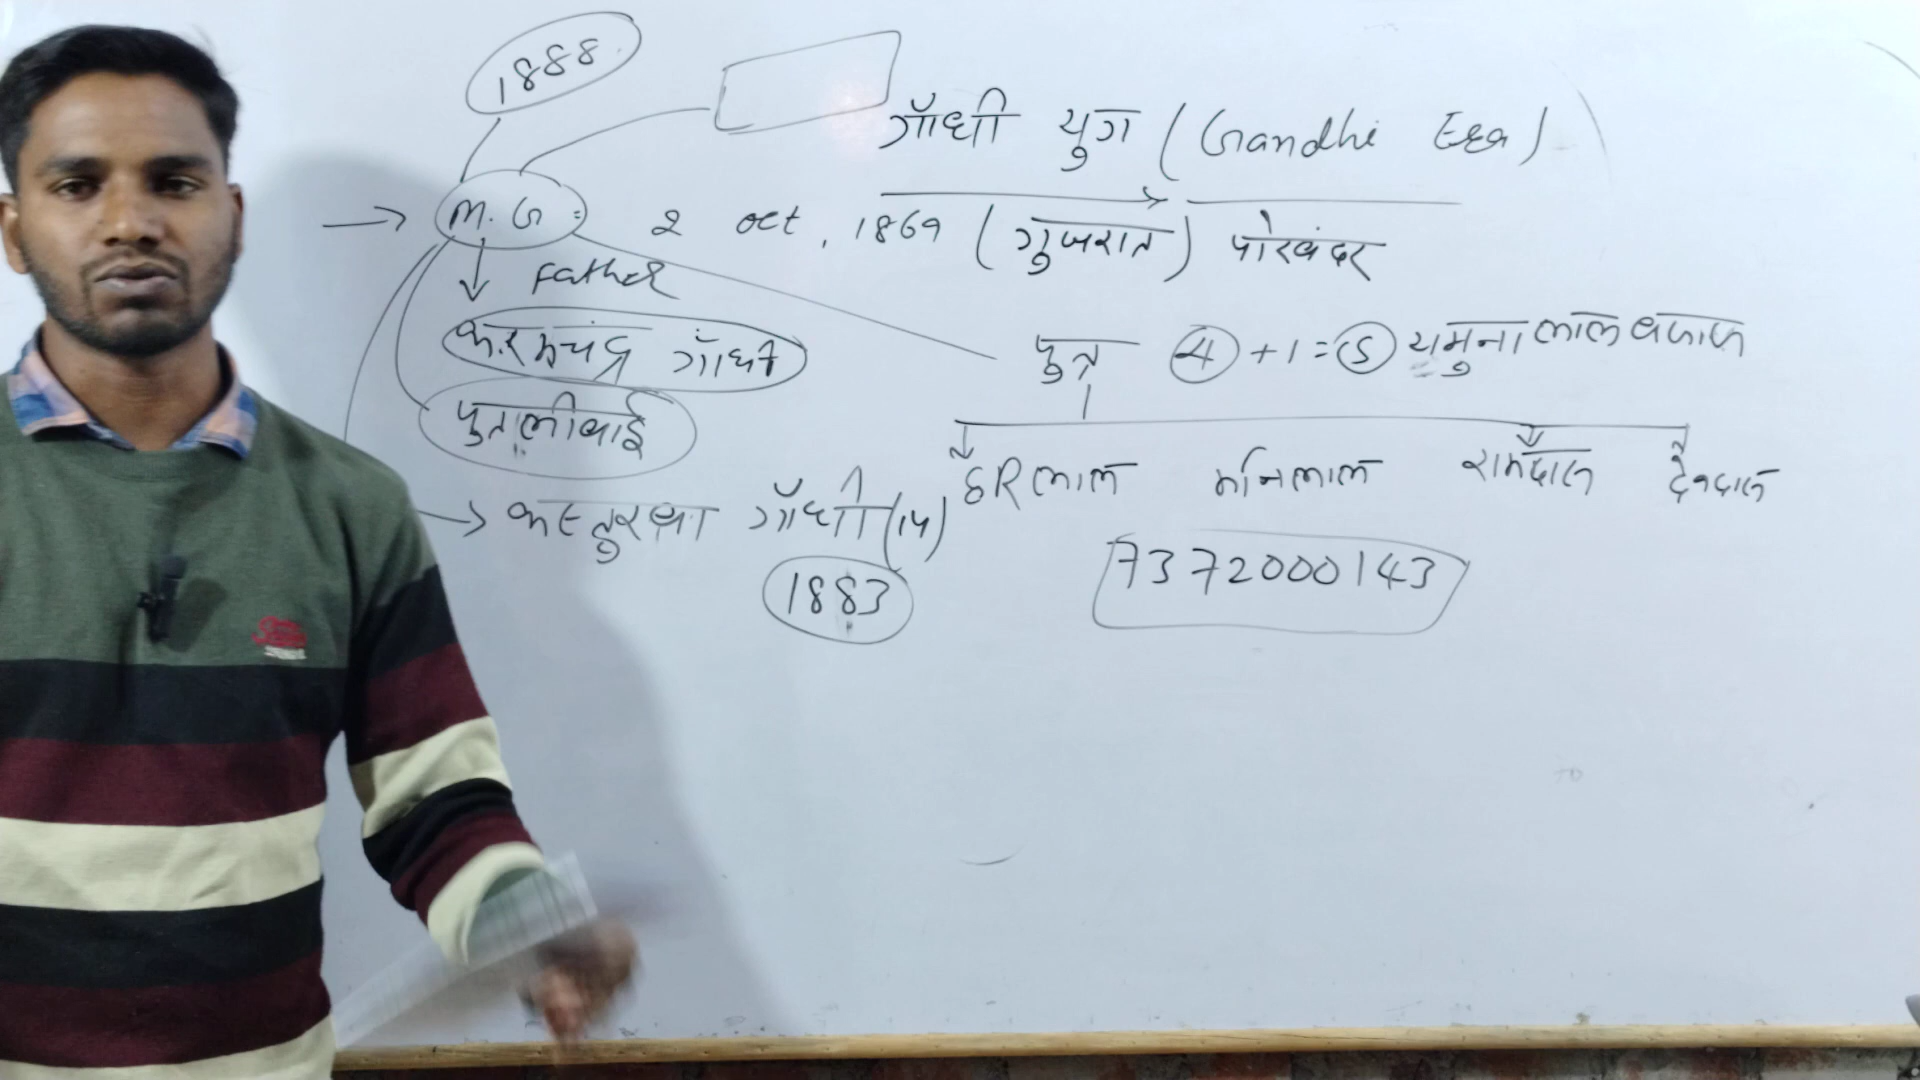 1888
गाँधी युग (Gandhi Era)
M. G = 2 oct, 1869 (गुजरात) पोरबंदर
Father
करमचंद्र गाँधी
पुत्र 4 + 1 = 5 यमुना लाल बजाज
पुतलीबाई
हरिलाल मनिलाल रामदास देवदास
कस्तुरबा गाँधी (14)
1883
7372000143